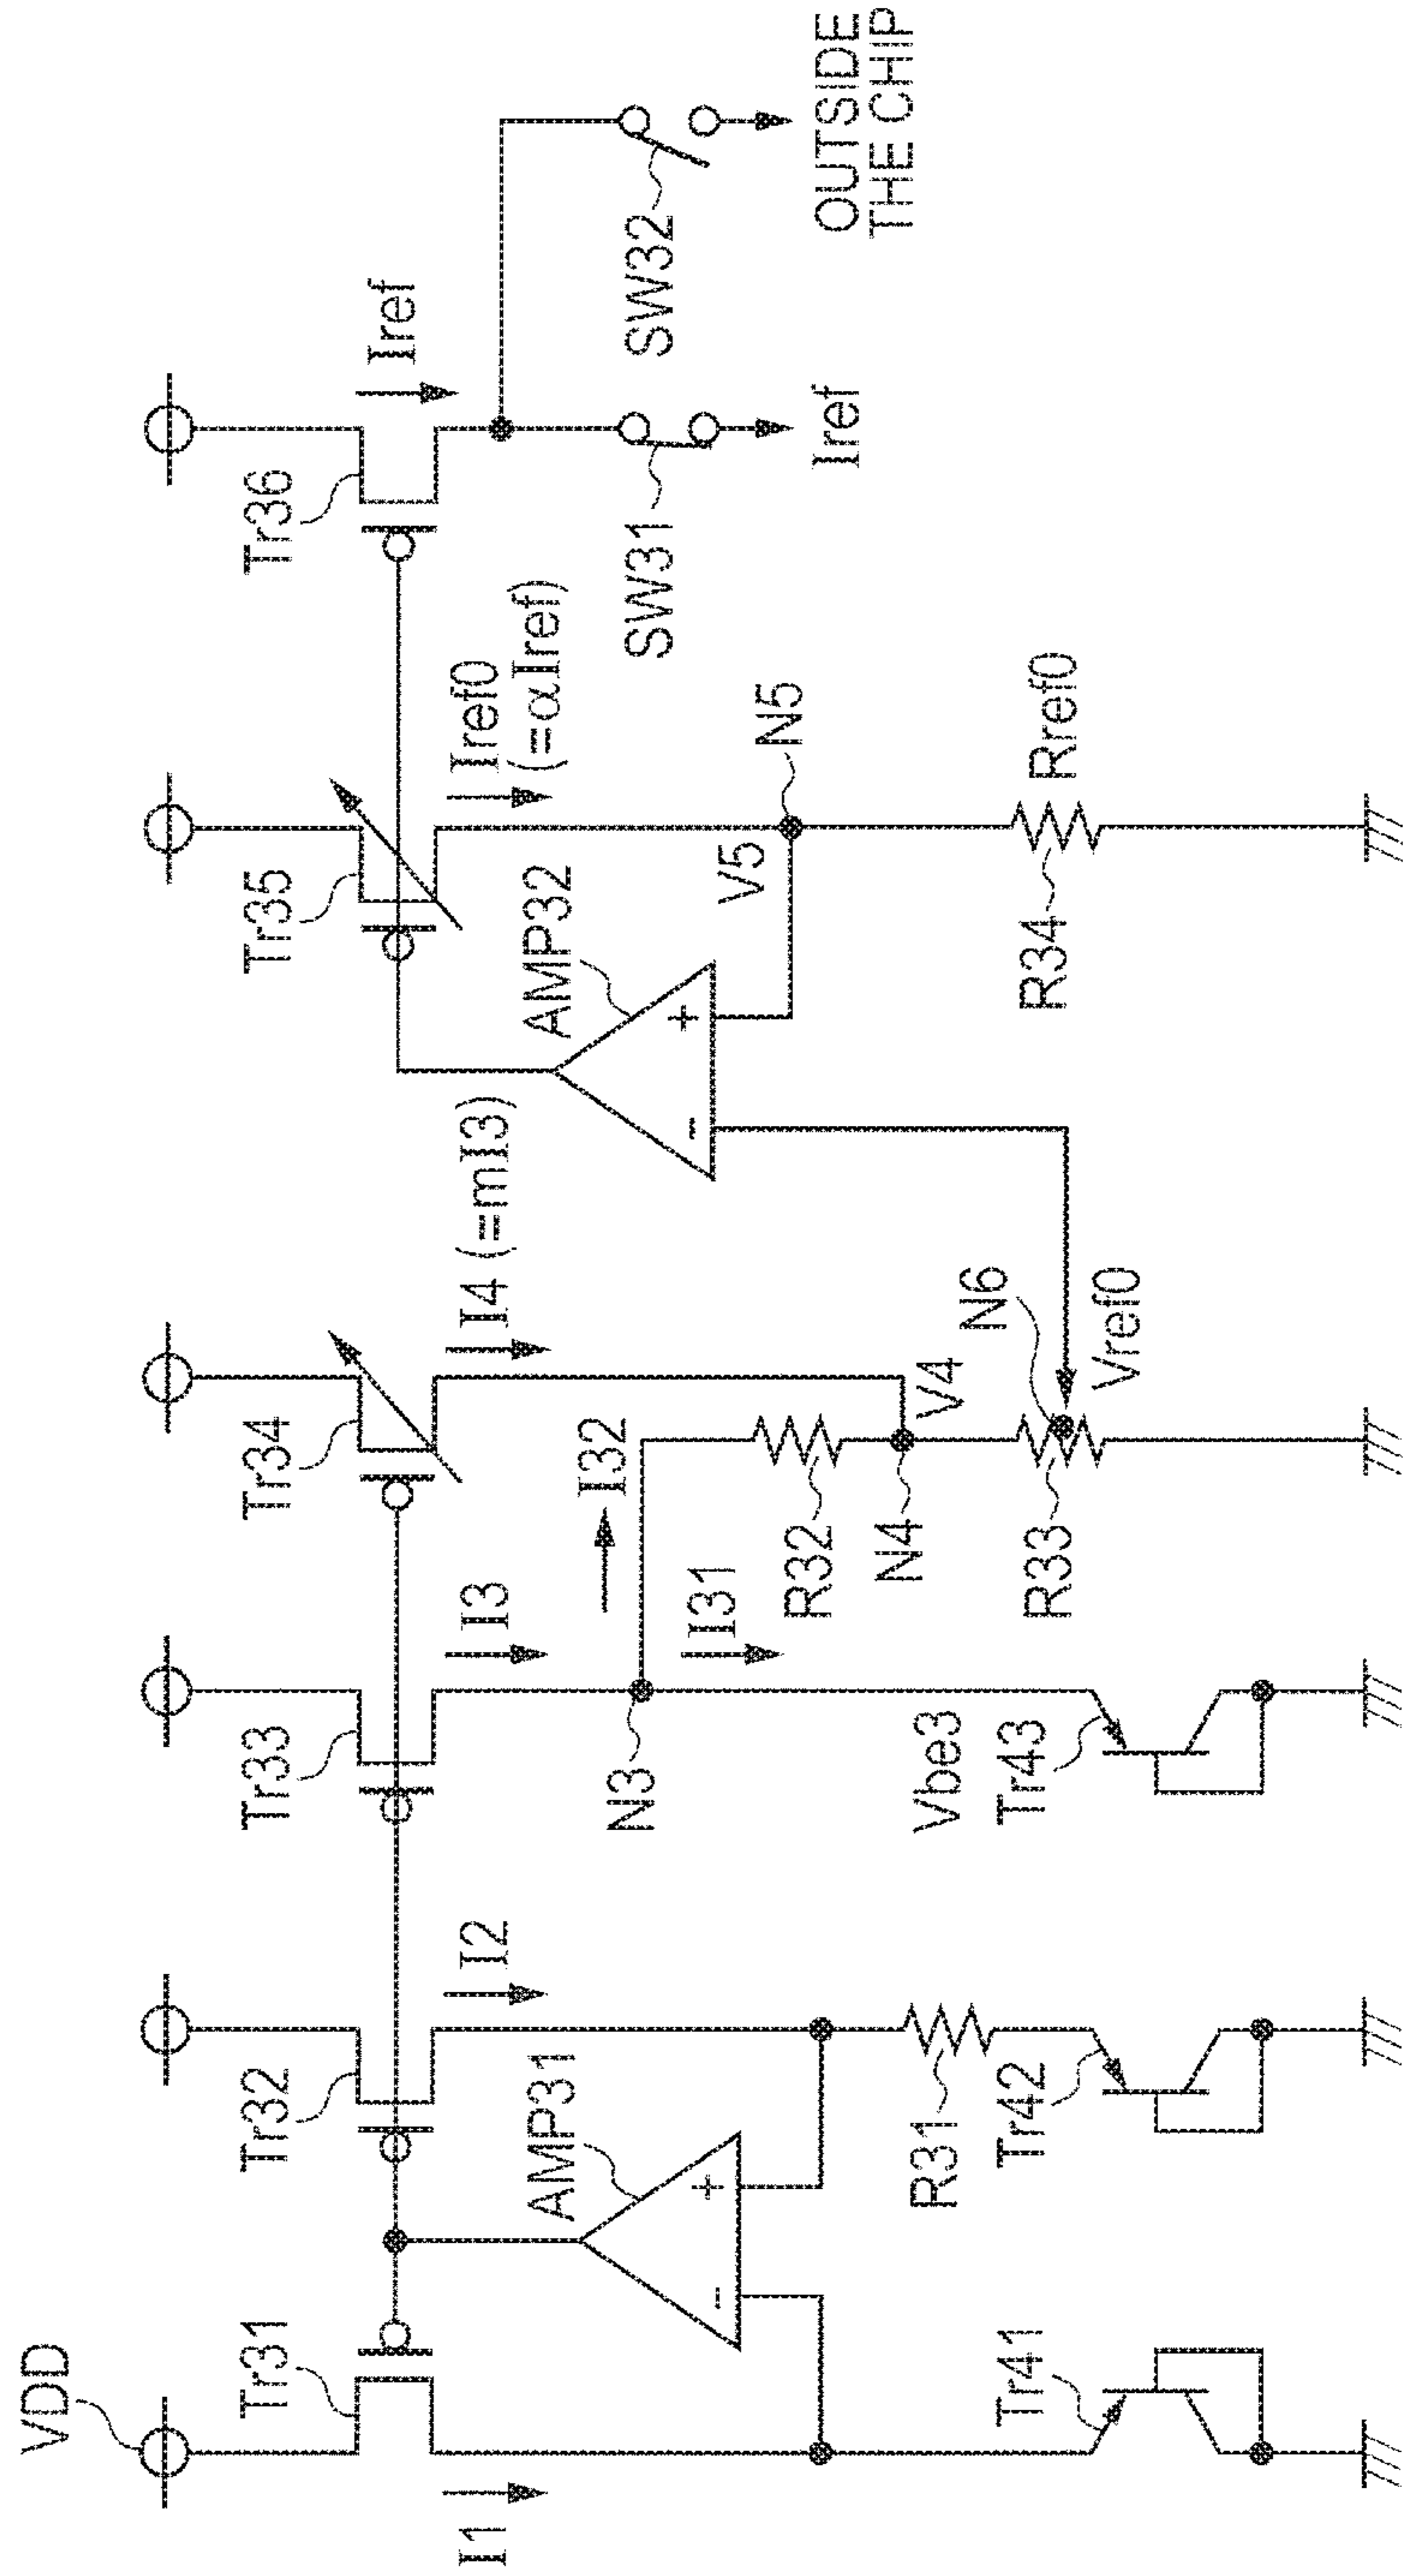 VDD
Tr31
Tr32
Tr33
Tr34
Tr35
Tr36
I1
I2
I3
I4 (=mI3)
Iref0
(=αIref)
Iref
AMP31
- +
AMP32
- +
I32
N3
I31
R32
N4
V4
V5
N5
SW31
SW32
Iref
OUTSIDE
THE CHIP
R31
Vbe3
Tr41
Tr42
Tr43
R33
N6
Vref0
R34
Rref0